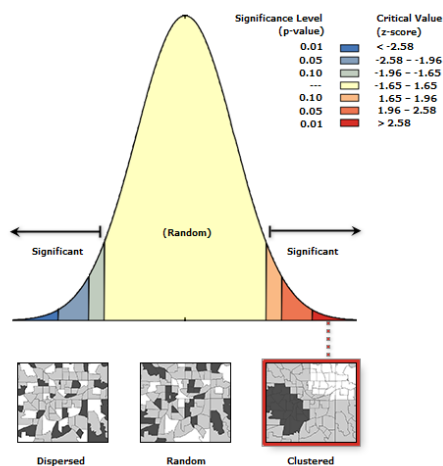 Significance Level Critical Value
(p-value) (z-score)
0.01 < -2.58
0.05 -2.58 – -1.96
0.10 -1.96 – -1.65
--- -1.65 – 1.65
0.10 1.65 – 1.96
0.05 1.96 – 2.58
0.01 > 2.58
(Random)
Significant Significant
Dispersed Random Clustered